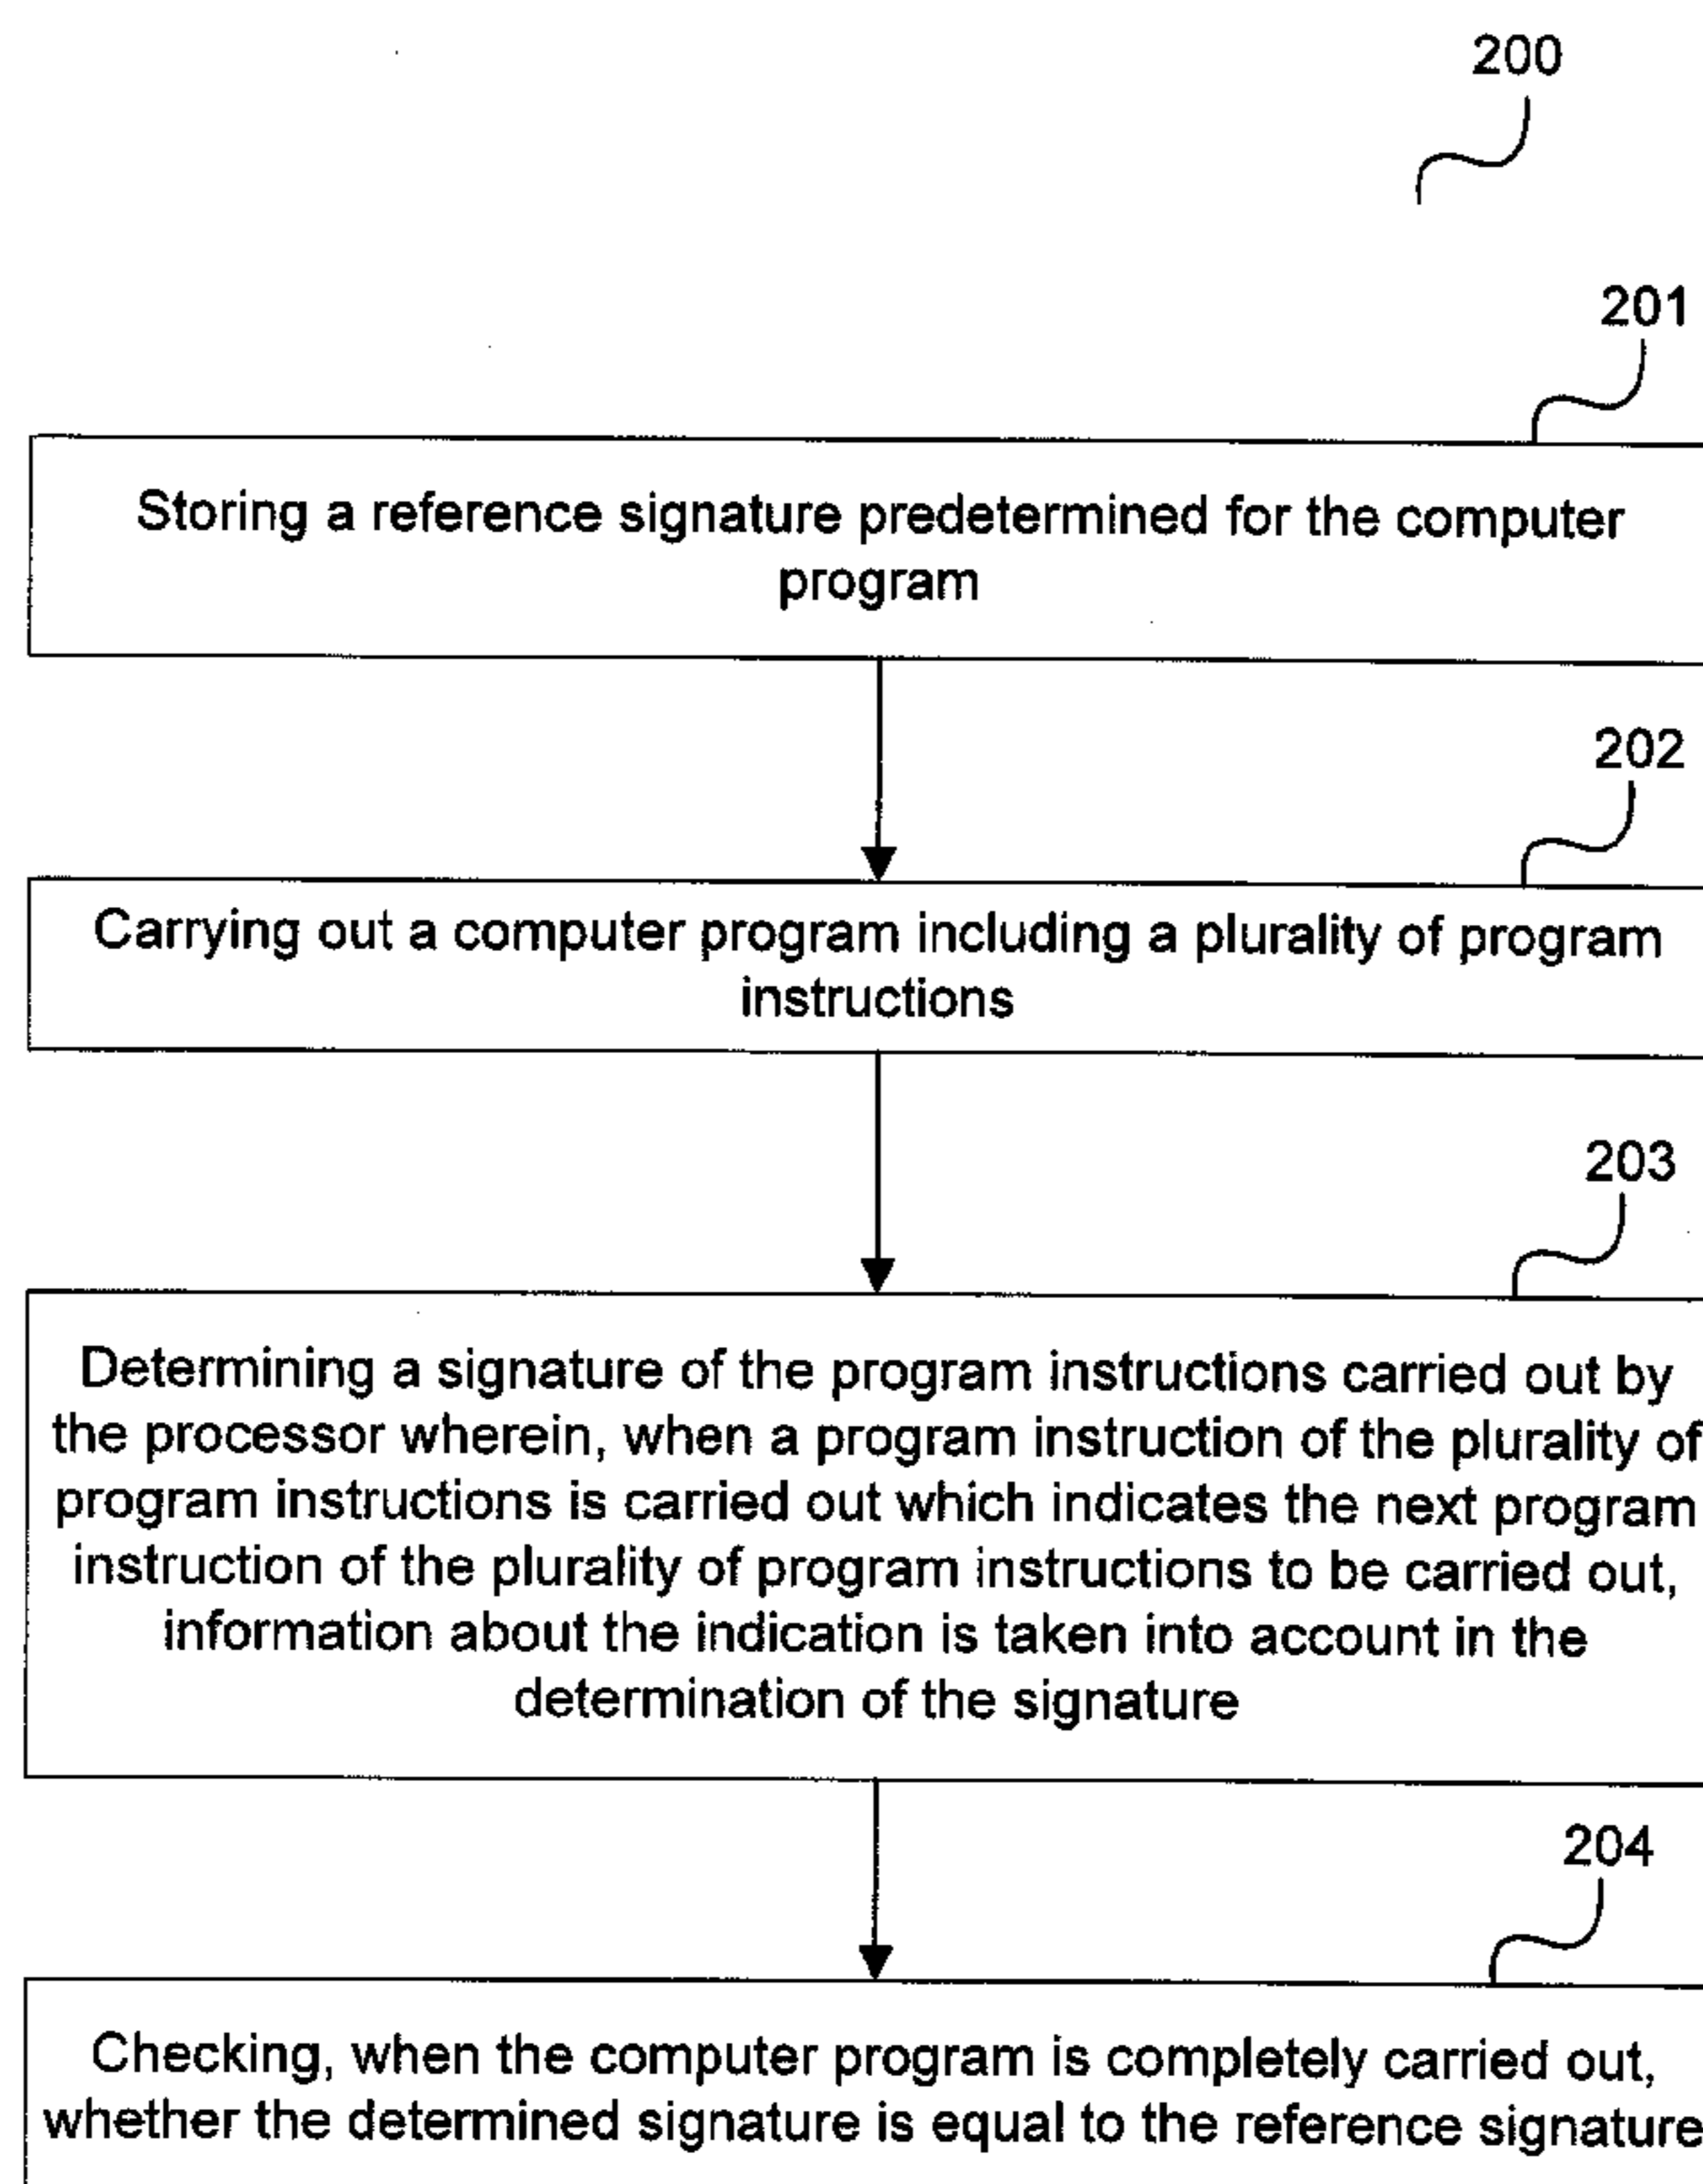 200
201
Storing a reference signature predetermined for the computer
program
202
Carrying out a computer program including a plurality of program
instructions
203
Determining a signature of the program instructions carried out by
the processor wherein, when a program instruction of the plurality of
program instructions is carried out which indicates the next program
instruction of the plurality of program instructions to be carried out,
information about the indication is taken into account in the
determination of the signature
204
Checking, when the computer program is completely carried out,
whether the determined signature is equal to the reference signature